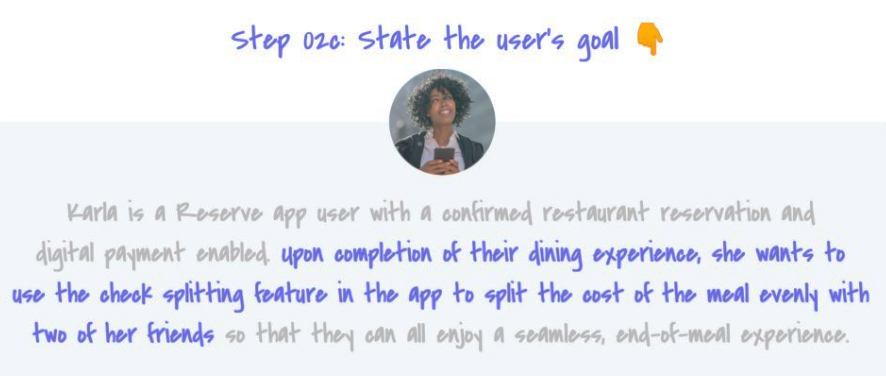 Step 02c: State the user's goal 👇
Karla is a Reserve app user with a confirmed restaurant reservation and
digital payment enabled. Upon completion of their dining experience, she wants to
use the check splitting feature in the app to split the cost of the meal evenly with
two of her friends so that they can all enjoy a seamless, end-of-meal experience.